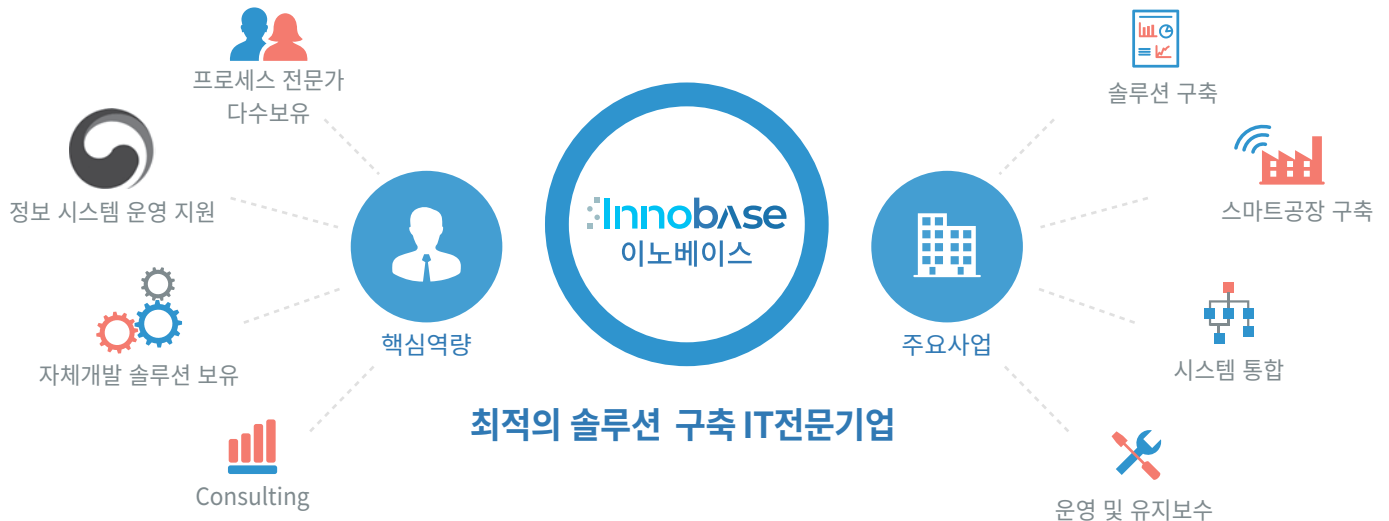 프로세스 전문가
다수보유
정보 시스템 운영 지원
자체개발 솔루션 보유
Consulting
핵심역량
Innobase
이노베이스
최적의 솔루션 구축 IT전문기업
주요사업
솔루션 구축
스마트공장 구축
시스템 통합
운영 및 유지보수